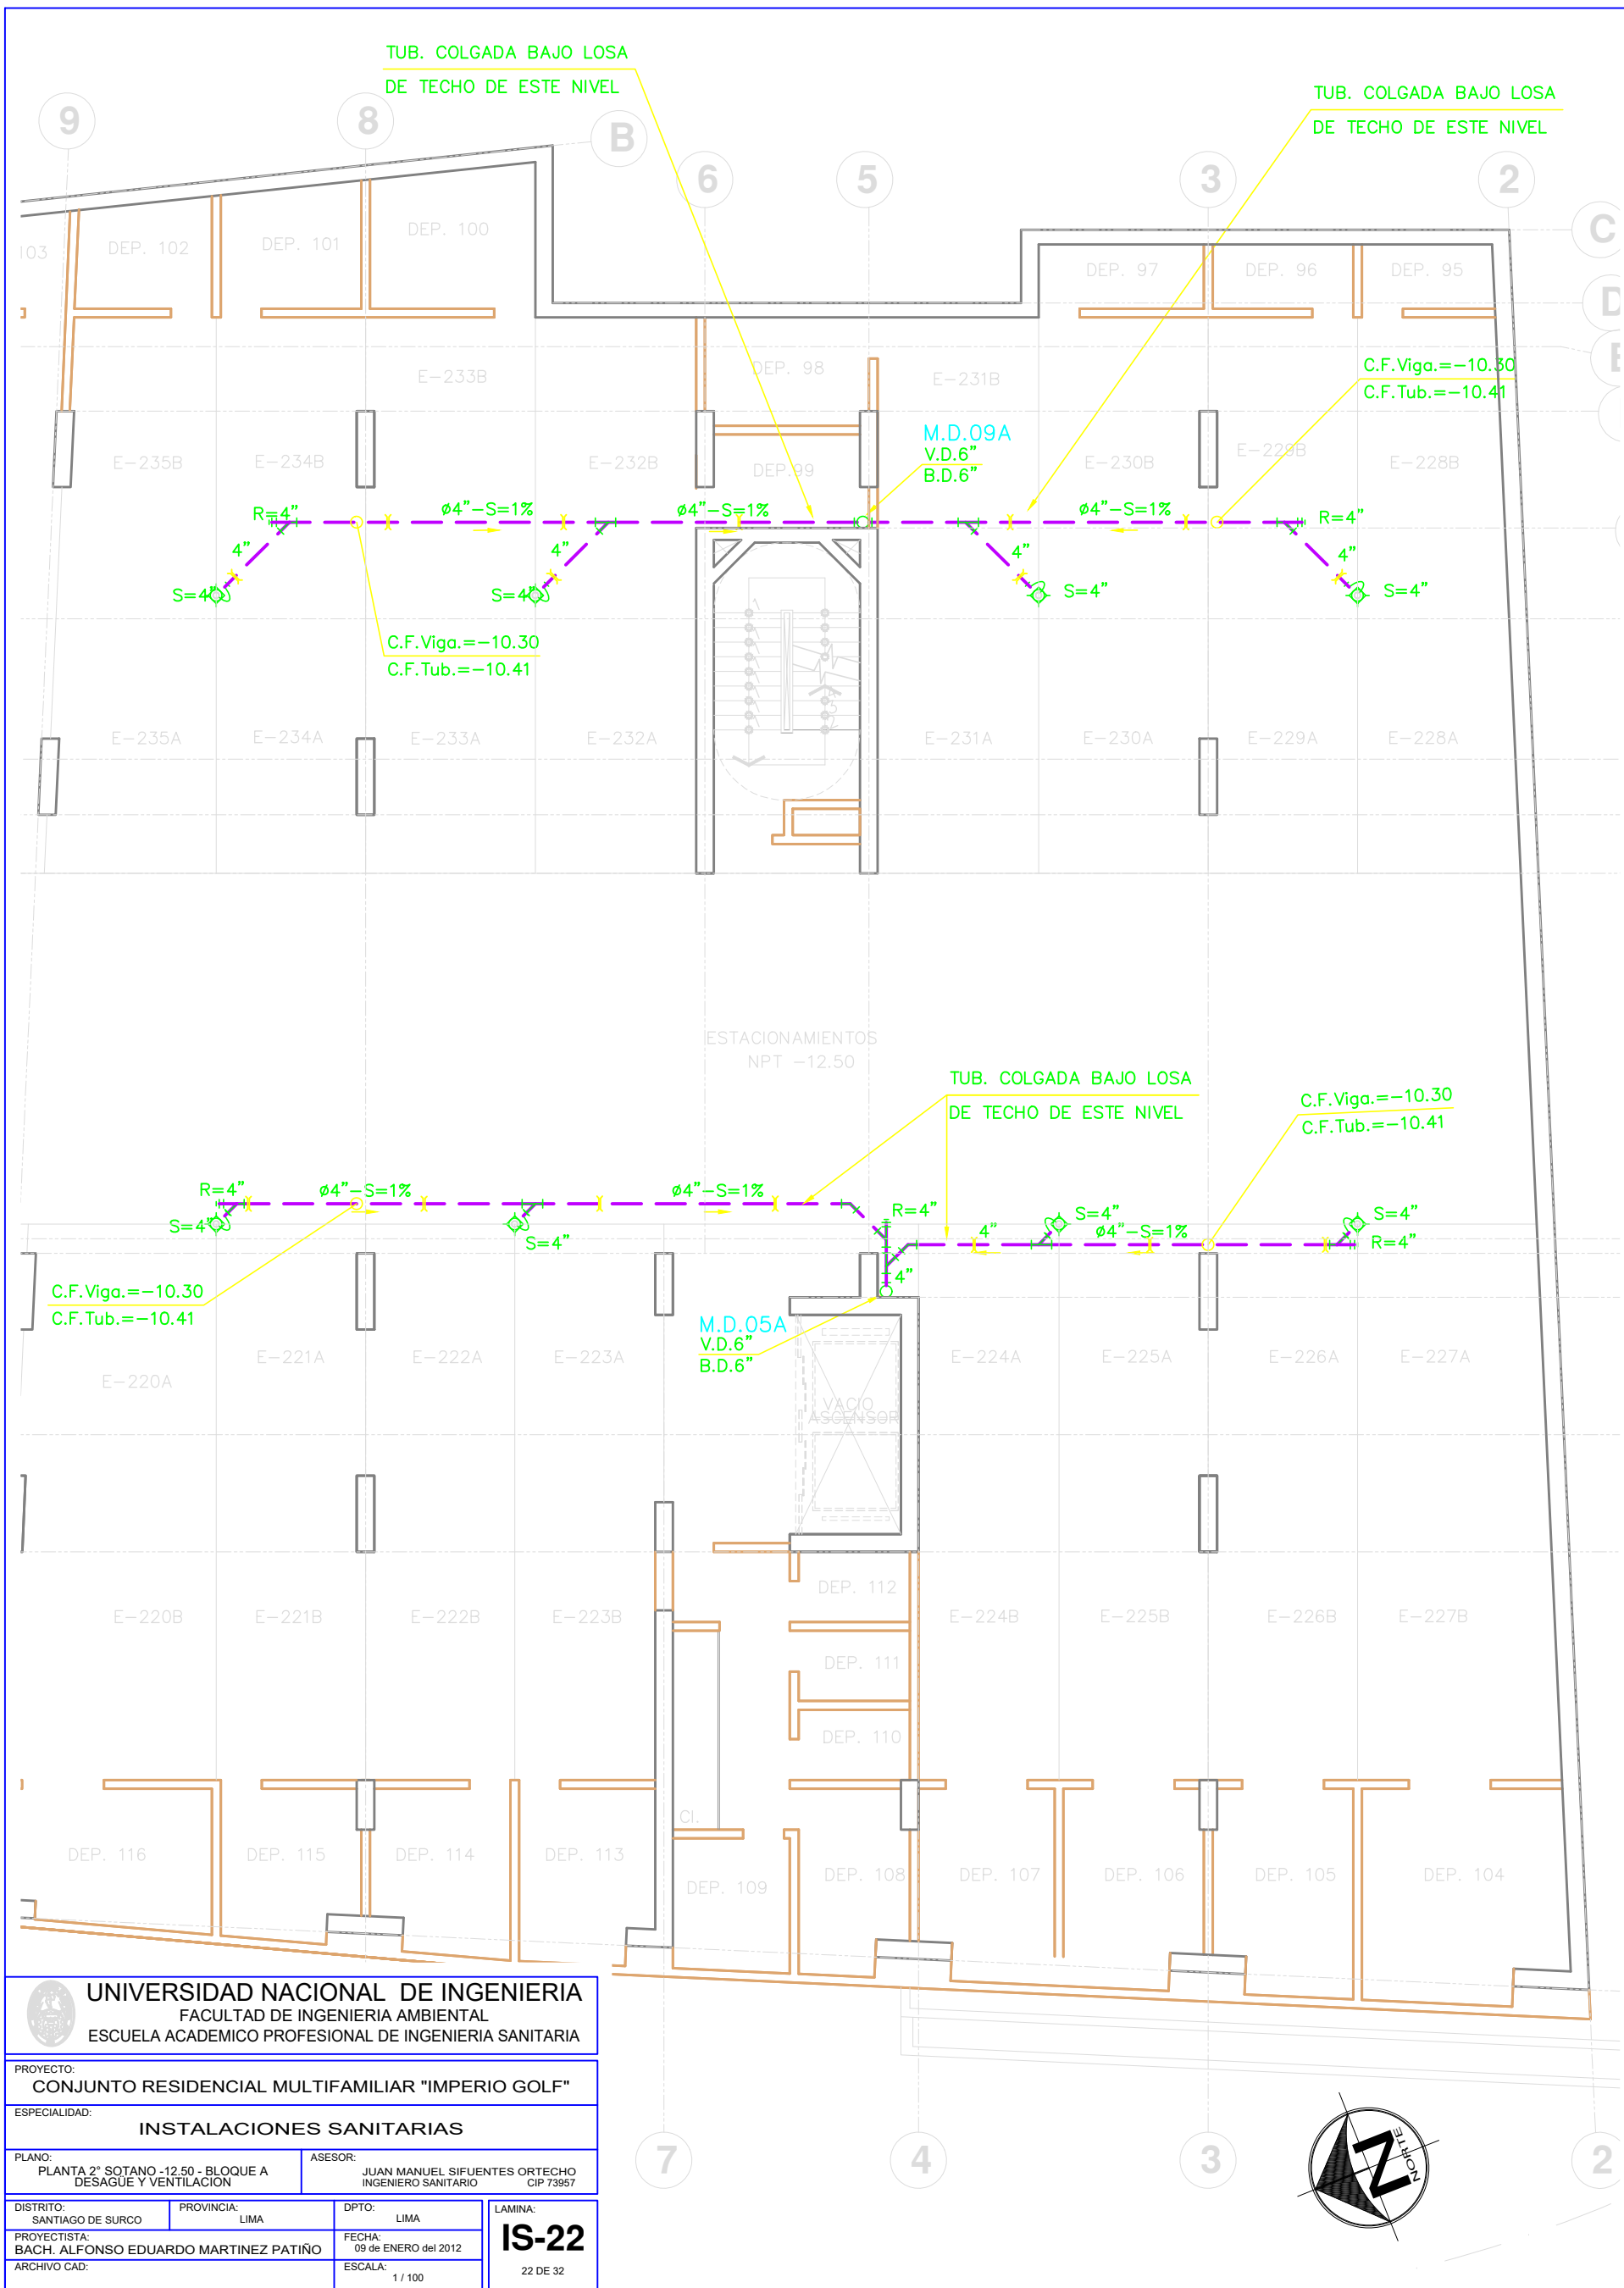 TUB. COLGADA BAJO LOSA
DE TECHO DE ESTE NIVEL
TUB. COLGADA BAJO LOSA
DE TECHO DE ESTE NIVEL
9
8
B
6
5
3
2
C
D
E
103
DEP. 102
DEP. 101
DEP. 100
DEP. 97
DEP. 96
DEP. 95
E-233B
DEP. 98
E-231B
C.F.Viga.=-10.30
C.F.Tub.=-10.41
M.D.09A
V.D.6"
B.D.6"
E-235B
E-234B
E-232B
DEP.99
E-230B
E-229B
E-228B
R=4"
ø4"-S=1%
ø4"-S=1%
ø4"-S=1%
R=4"
4"
4"
4"
4"
S=4"
S=4"
S=4"
S=4"
C.F.Viga.=-10.30
C.F.Tub.=-10.41
E-235A
E-234A
E-233A
E-232A
E-231A
E-230A
E-229A
E-228A
ESTACIONAMIENTOS
NPT -12.50
TUB. COLGADA BAJO LOSA
DE TECHO DE ESTE NIVEL
C.F.Viga.=-10.30
C.F.Tub.=-10.41
R=4"
ø4"-S=1%
ø4"-S=1%
R=4"
S=4"
S=4"
S=4"
S=4"
4"
ø4"-S=1%
R=4"
4"
C.F.Viga.=-10.30
C.F.Tub.=-10.41
M.D.05A
V.D.6"
B.D.6"
E-220A
E-221A
E-222A
E-223A
E-224A
E-225A
E-226A
E-227A
VACIO
ASCENSOR
DEP. 112
E-220B
E-221B
E-222B
E-223B
E-224B
E-225B
E-226B
E-227B
DEP. 111
DEP. 110
CI.
DEP. 116
DEP. 115
DEP. 114
DEP. 113
DEP. 109
DEP. 108
DEP. 107
DEP. 106
DEP. 105
DEP. 104
7
4
3
2
N
NORTE
UNIVERSIDAD NACIONAL DE INGENIERIA
FACULTAD DE INGENIERIA AMBIENTAL
ESCUELA ACADEMICO PROFESIONAL DE INGENIERIA SANITARIA
PROYECTO:
CONJUNTO RESIDENCIAL MULTIFAMILIAR "IMPERIO GOLF"
ESPECIALIDAD:
INSTALACIONES SANITARIAS
PLANO:
PLANTA 2° SOTANO -12.50 - BLOQUE A
DESAGÜE Y VENTILACION
ASESOR:
JUAN MANUEL SIFUENTES ORTECHO
INGENIERO SANITARIO CIP 73957
DISTRITO:
SANTIAGO DE SURCO
PROVINCIA:
LIMA
DPTO:
LIMA
PROYECTISTA:
BACH. ALFONSO EDUARDO MARTINEZ PATIÑO
FECHA:
09 de ENERO del 2012
ARCHIVO CAD:
ESCALA:
1 / 100
LAMINA:
IS-22
22 DE 32